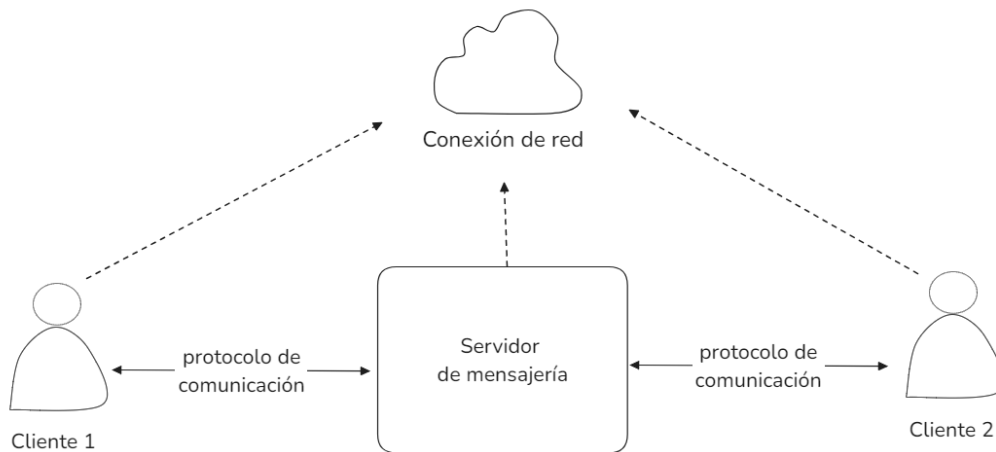 Conexión de red
protocolo de
comunicación
Servidor
de mensajería
protocolo de
comunicación
Cliente 1
Cliente 2